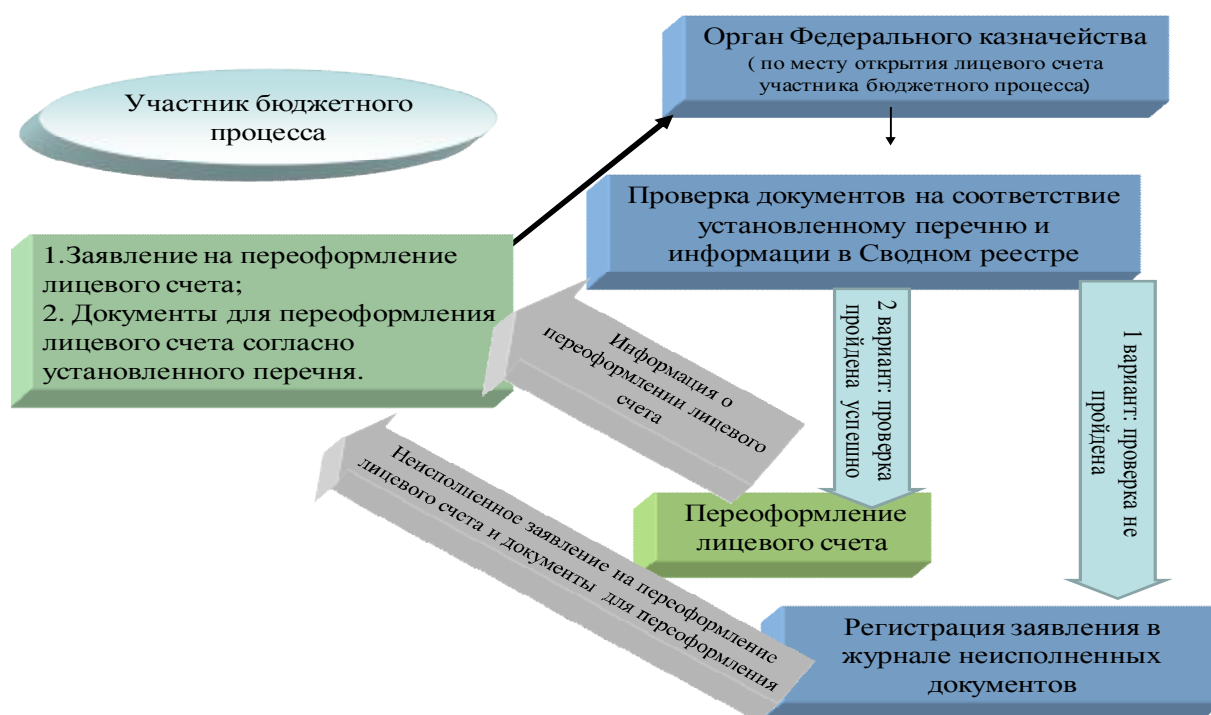 Орган Федерального казначейства
( по месту открытия лицевого счета
участника бюджетного процесса)
Участник бюджетного
процесса
Проверка документов на соответствие
установленному перечню и
информации в Сводном реестре
1.Заявление на переоформление
лицевого счета;
2. Документы для переоформления
лицевого счета согласно
установленного перечня.
Информация о
переоформлении лицевого
счета
2 вариант: проверка
пройдена успешно
1 вариант: проверка не
пройдена
Неисполненное заявление на переоформление
лицевого счета и документы для переоформления
Переоформление
лицевого счета
Регистрация заявления в
журнале неисполненных
документов